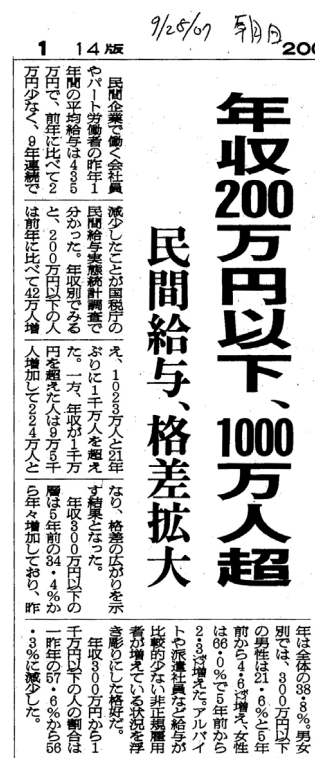 9/28/07 朝日
1 14版
200
年収200万円以下、1000万人超
民間給与、格差拡大
民間企業で働く会社員
やパート労働者の昨年1
年間の平均給与は435
万円で、前年に比べて2
万円少なく、9年連続で
減少したことが国税庁の
民間給与実態統計調査で
分かった。年収別でみる
と、200万円以下の人
は前年に比べて42万人増
え、1023万人と21年
ぶりに1千万人を超え
た。一方、年収が1千万
円を超えた人は9万5千
人増加して224万人と
なり、格差の広がりを示
す結果となった。
年収300万円以下の
層は5年前の34・4%か
ら年々増加しており、昨
年は全体の38・8%。男女
別では、300万円以下
の男性は21・6%と5年
前から4・6㌽増え、女性
は66・0%で5年前から
2・3㌽増えた。アルバイ
トや派遣社員など給与が
比較的少ない非正規雇用
者が増えている状況を浮
き彫りにした格好だ。
年収300万円から1
千万円以下の人の割合は
一昨年の57・6%から56
・3%に減少した。